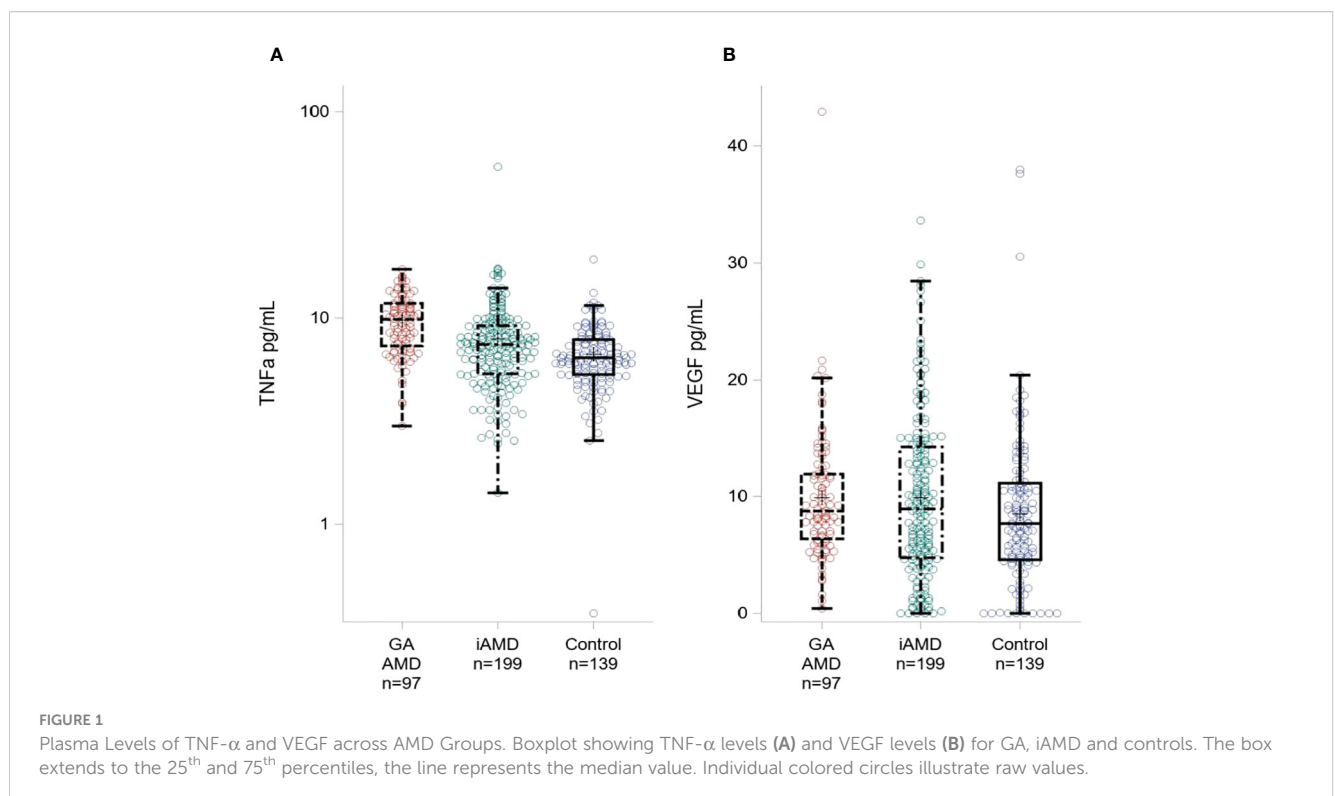 A
B
100
10
1
TNFa pg/mL
GA
AMD
n=97
iAMD
n=199
Control
n=139
40
30
20
10
0
VEGF pg/mL
GA
AMD
n=97
iAMD
n=199
Control
n=139
FIGURE 1
Plasma Levels of TNF-α and VEGF across AMD Groups. Boxplot showing TNF-α levels (A) and VEGF levels (B) for GA, iAMD and controls. The box
extends to the 25th and 75th percentiles, the line represents the median value. Individual colored circles illustrate raw values.